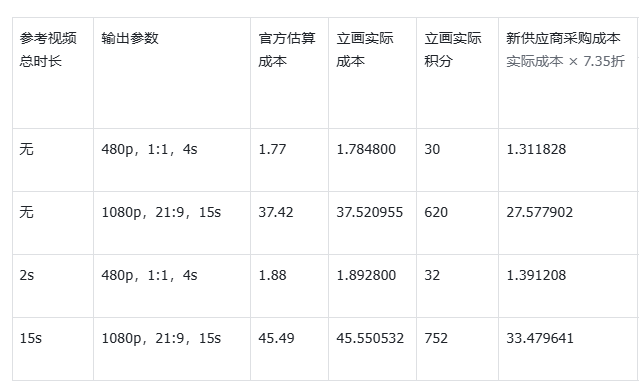 参考视频 输出参数 官方估算 立画实际 立画实际 新供应商采购成本
总时长 成本 成本 积分 实际成本 × 7.35折
无 480p，1:1，4s 1.77 1.784800 30 1.311828
无 1080p，21:9，15s 37.42 37.520955 620 27.577902
2s 480p，1:1，4s 1.88 1.892800 32 1.391208
15s 1080p，21:9，15s 45.49 45.550532 752 33.479641